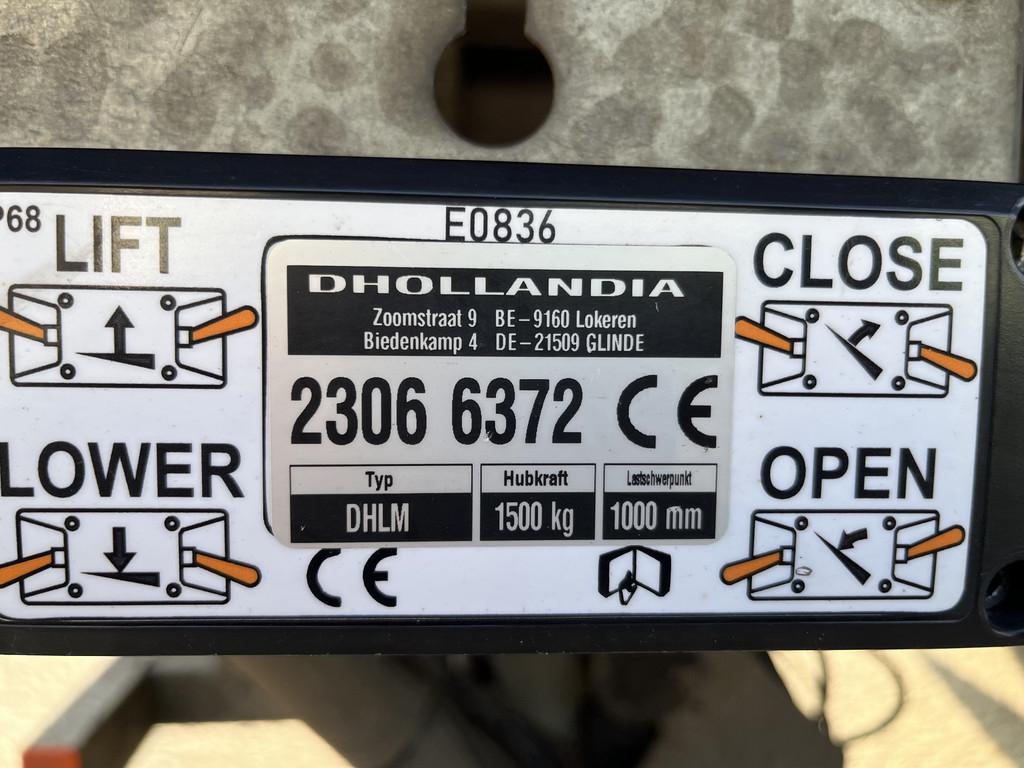 P68
LIFT
E0836
CLOSE
DHOLLANDIA
Zoomstraat 9 BE-9160 Lokeren
Biedenkamp 4 DE-21509 GLINDE
2306 6372 CE
LOWER
Typ Hubkraft Lastschwerpunkt
DHLM 1500 kg 1000 mm
OPEN
CE